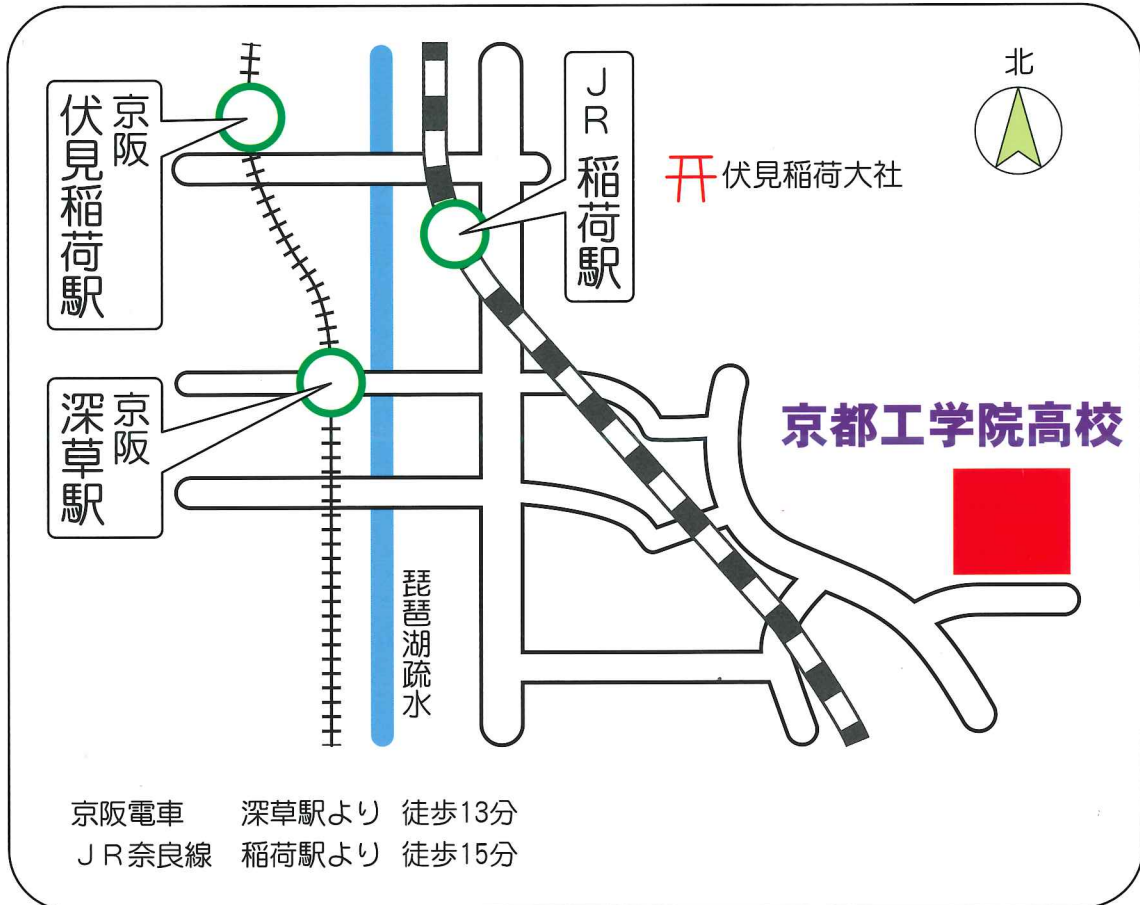 北
京阪
伏見稲荷駅
JR 稲荷駅
伏見稲荷大社
京阪
深草駅
京都工学院高校
琵琶湖疏水
京阪電車 深草駅より 徒歩13分
JR奈良線 稲荷駅より 徒歩15分